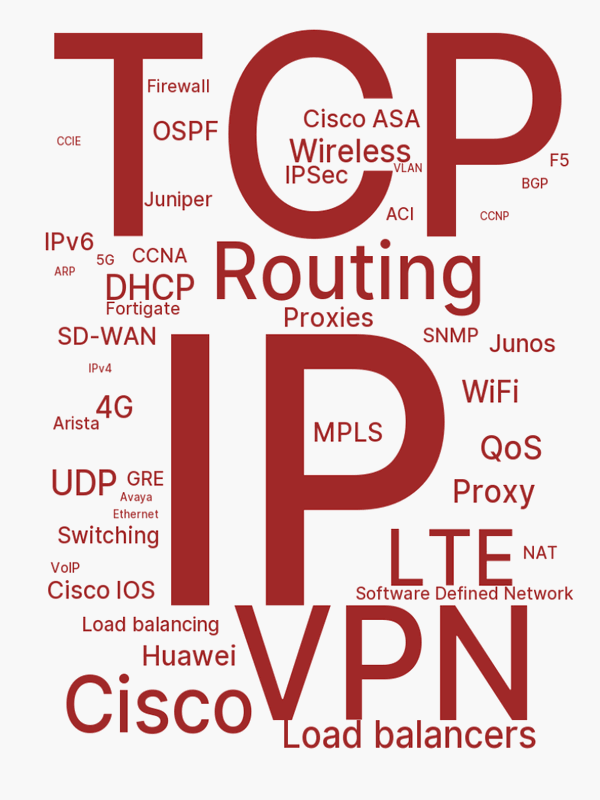 TCP
Firewall
OSPF
Cisco ASA
CCIE
Wireless
VLAN
F5
IPSec
BGP
Juniper
ACI
CCNP
IPv6
5G
CCNA
Routing
ARP
DHCP
Fortigate
Proxies
SD-WAN
SNMP
Junos
IP
IPv4
WiFi
4G
Arista
MPLS
QoS
UDP
GRE
Avaya
Proxy
Ethernet
Switching
LTE
NAT
VoIP
Cisco IOS
Software Defined Network
Load balancing
VPN
Huawei
Cisco
Load balancers